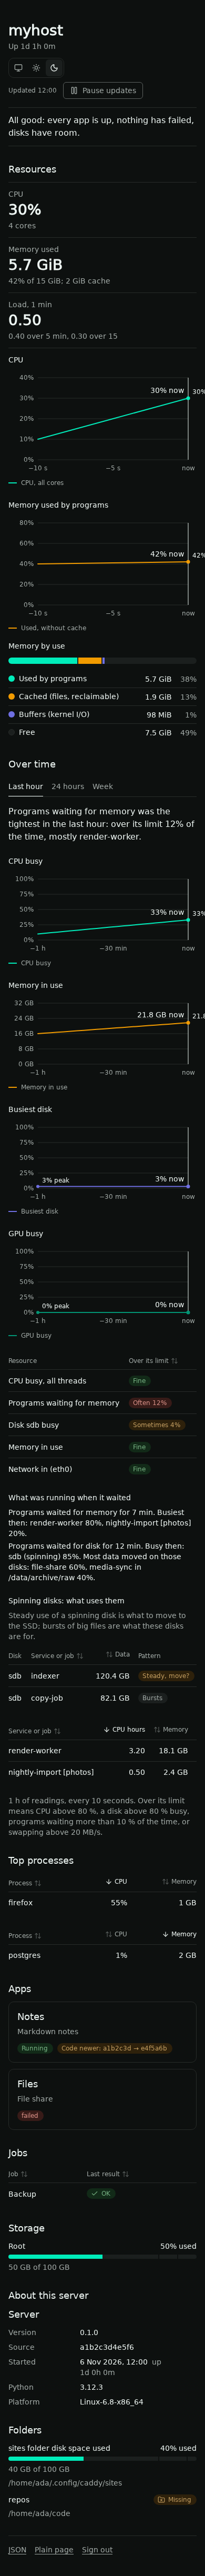 myhost
Up 1d 1h 0m
Updated 12:00
Pause updates
All good: every app is up, nothing has failed,
disks have room.
Resources
CPU
30%
4 cores
Memory used
5.7 GiB
42% of 15 GiB; 2 GiB cache
Load, 1 min
0.50
0.40 over 5 min, 0.30 over 15
CPU
40%
30% now
30%
30%
20%
10%
0%
−10 s
−5 s
now
CPU, all cores
Memory used by programs
80%
60%
42% now
42%
40%
20%
0%
−10 s
−5 s
now
Used, without cache
Memory by use
Used by programs 5.7 GiB 38%
Cached (files, reclaimable) 1.9 GiB 13%
Buffers (kernel I/O) 98 MiB 1%
Free 7.5 GiB 49%
Over time
Last hour 24 hours Week
Programs waiting for memory was the
tightest in the last hour: over its limit 12% of
the time, mostly render-worker.
CPU busy
100%
75%
50%
33% now
33%
25%
0%
−1 h
−30 min
now
CPU busy
Memory in use
32 GB
24 GB
21.8 GB now
21.8
16 GB
8 GB
0 GB
−1 h
−30 min
now
Memory in use
Busiest disk
100%
75%
50%
25%
3% peak
3% now
0%
−1 h
−30 min
now
Busiest disk
GPU busy
100%
75%
50%
25%
0% peak
0% now
0%
−1 h
−30 min
now
GPU busy
Resource Over its limit
CPU busy, all threads Fine
Programs waiting for memory Often 12%
Disk sdb busy Sometimes 4%
Memory in use Fine
Network in (eth0) Fine
What was running when it waited
Programs waited for memory for 7 min. Busiest
then: render-worker 80%, nightly-import [photos]
20%.
Programs waited for disk for 12 min. Busy then:
sdb (spinning) 85%. Most data moved on those
disks: file-share 60%, media-sync in
/data/archive/raw 40%.
Spinning disks: what uses them
Steady use of a spinning disk is what to move to
the SSD; bursts of big files are what these disks
are for.
Disk Service or job Data Pattern
sdb indexer 120.4 GB Steady, move?
sdb copy-job 82.1 GB Bursts
Service or job CPU hours Memory
render-worker 3.20 18.1 GB
nightly-import [photos] 0.50 2.4 GB
1 h of readings, every 10 seconds. Over its limit
means CPU above 80 %, a disk above 80 % busy,
programs waiting more than 10 % of the time, or
swapping above 20 MB/s.
Top processes
Process CPU Memory
firefox 55% 1 GB
Process CPU Memory
postgres 1% 2 GB
Apps
Notes
Markdown notes
Running Code newer: a1b2c3d → e4f5a6b
Files
File share
failed
Jobs
Job Last result
Backup OK
Storage
Root 50% used
50 GB of 100 GB
About this server
Server
Version 0.1.0
Source a1b2c3d4e5f6
Started 6 Nov 2026, 12:00 up
1d 0h 0m
Python 3.12.3
Platform Linux-6.8-x86_64
Folders
sites folder disk space used 40% used
40 GB of 100 GB
/home/ada/.config/caddy/sites
repos Missing
/home/ada/code
JSON Plain page Sign out